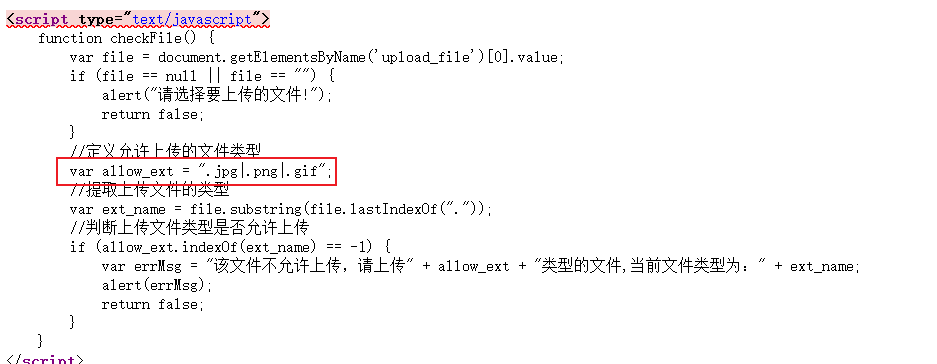 <script type="text/javascript">
function checkFile() {
var file = document.getElementsByName('upload_file')[0].value;
if (file == null || file == "") {
alert("请选择要上传的文件!");
return false;
}
//定义允许上传的文件类型
var allow_ext = ".jpg|.png|.gif";
//提取上传文件的类型
var ext_name = file.substring(file.lastIndexOf("."));
//判断上传文件类型是否允许上传
if (allow_ext.indexOf(ext_name) == -1) {
var errMsg = "该文件不允许上传，请上传" + allow_ext + "类型的文件,当前文件类型为：" + ext_name;
alert(errMsg);
return false;
}
}
</script>